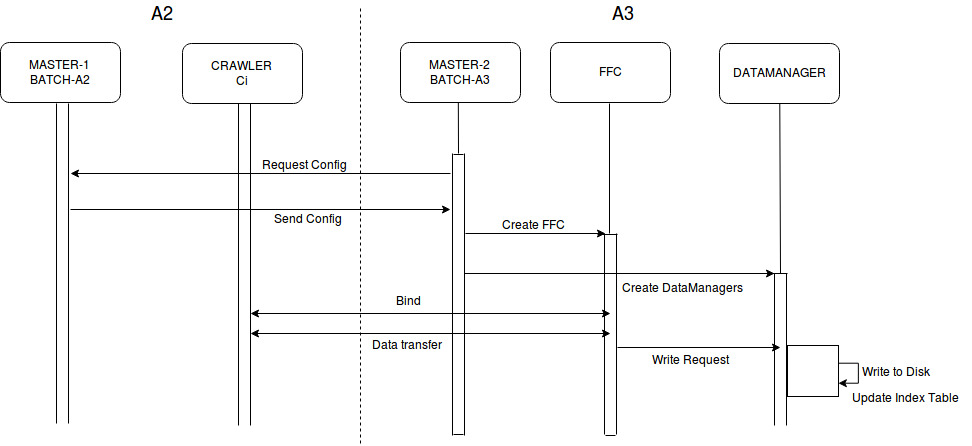 A2
A3
MASTER-1
BATCH-A2
CRAWLER
Ci
MASTER-2
BATCH-A3
FFC
DATAMANAGER
Request Config
Send Config
Create FFC
Create DataManagers
Bind
Data transfer
Write Request
Write to Disk
Update Index Table